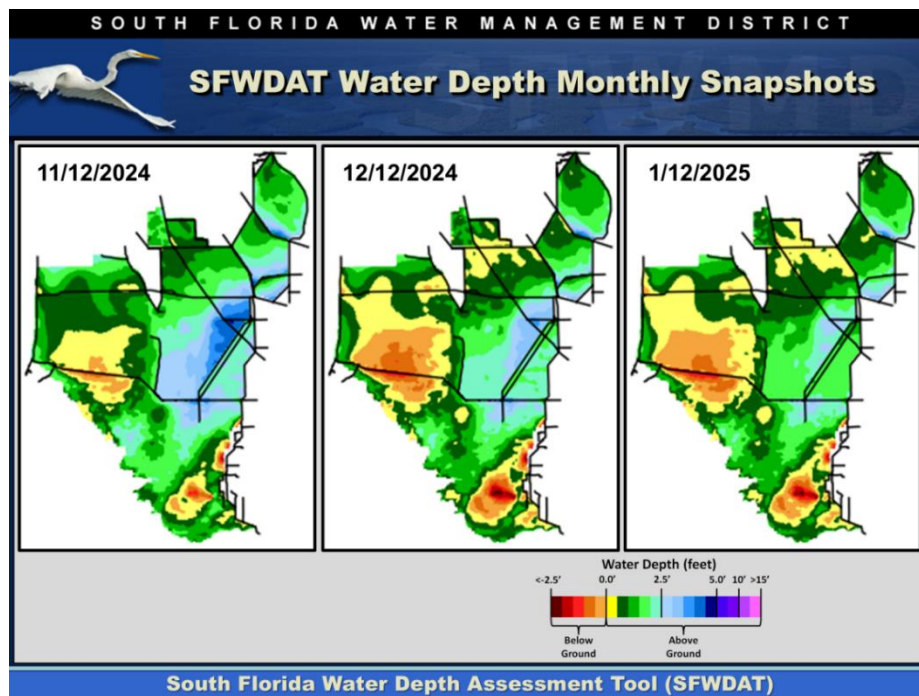 SOUTH FLORIDA WATER MANAGEMENT DISTRICT
SFWDAT Water Depth Monthly Snapshots
11/12/2024
12/12/2024
1/12/2025
Water Depth (feet)
<-2.5' 0.0' 2.5' 5.0' 10' >15'
Below Ground
Above Ground
South Florida Water Depth Assessment Tool (SFWDAT)